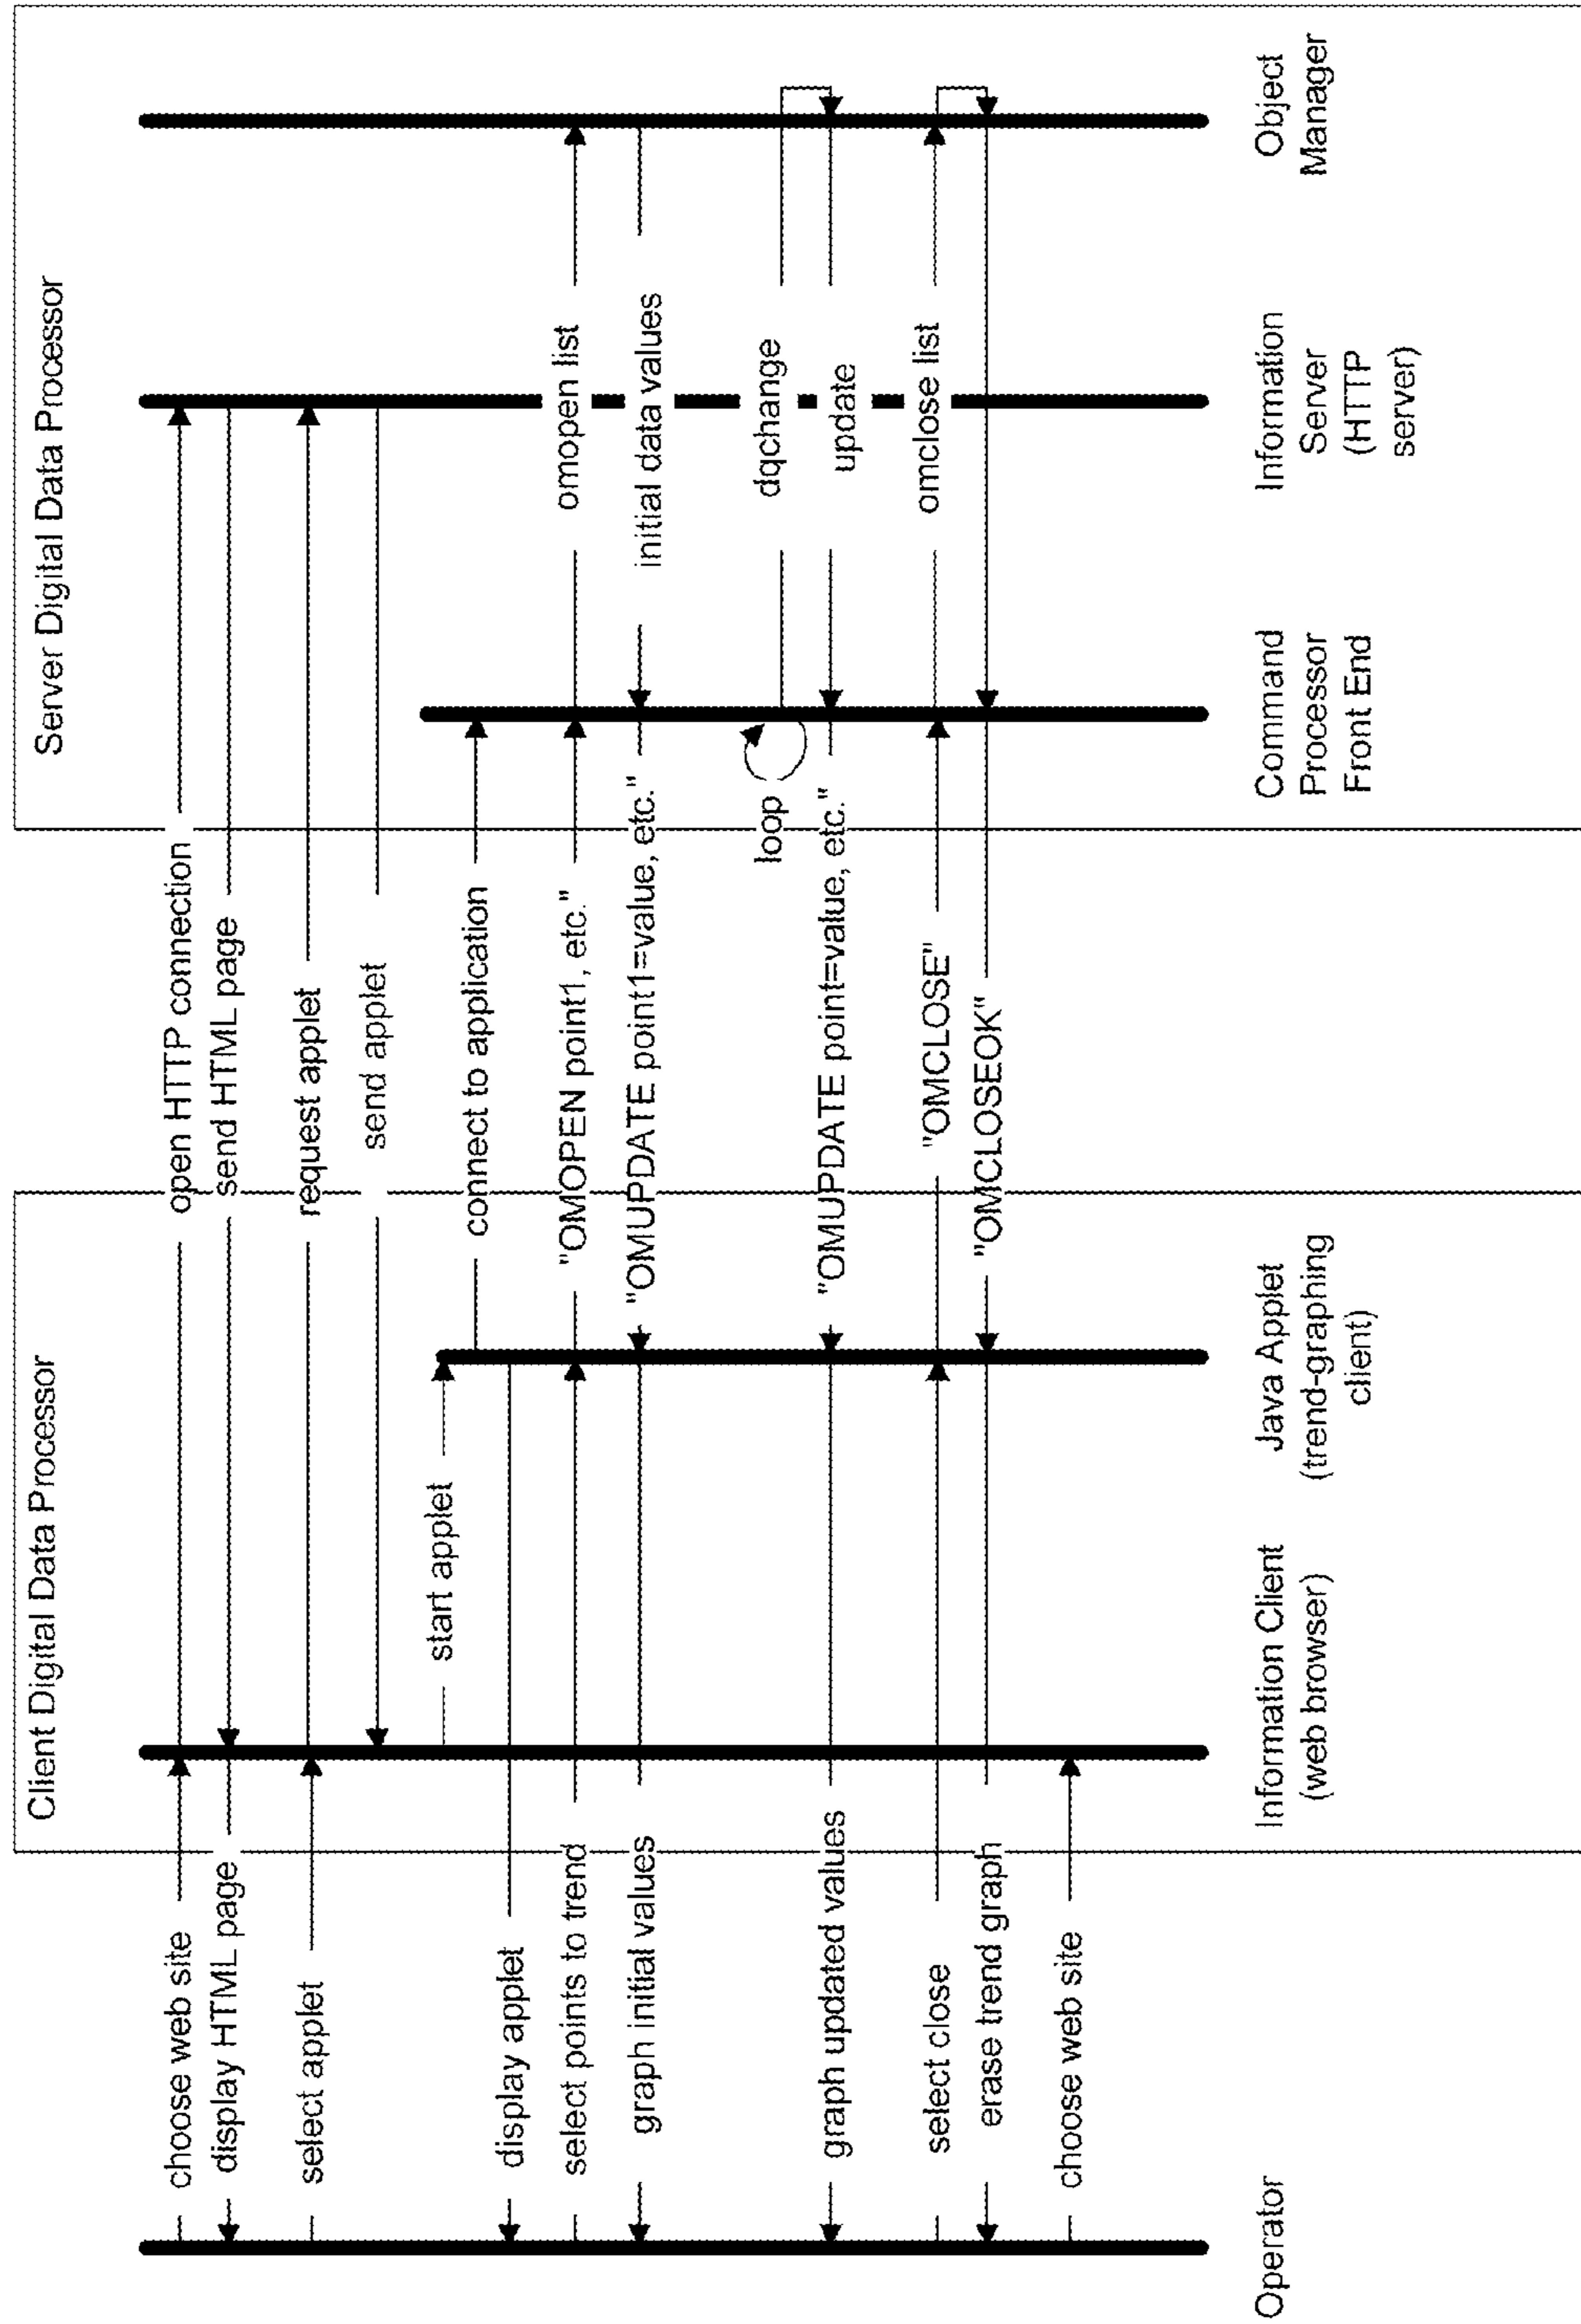 Client Digital Data Processor
Server Digital Data Processor
choose web site
open HTTP connection
display HTML page
send HTML page
select applet
request applet
send applet
start applet
connect to application
display applet
select points to trend
"OMOPEN point1, etc."
omopen list
graph initial values
"OMUPDATE point1=value, etc."
initial data values
loop
dqchange
graph updated values
"OMUPDATE point=value, etc."
update
select close
"OMCLOSE"
omclose list
erase trend graph
"OMCLOSEOK"
choose web site
Operator
Information Client
(web browser)
Java Applet
(trend-graphing
client)
Command
Processor
Front End
Information
Server
(HTTP
server)
Object
Manager